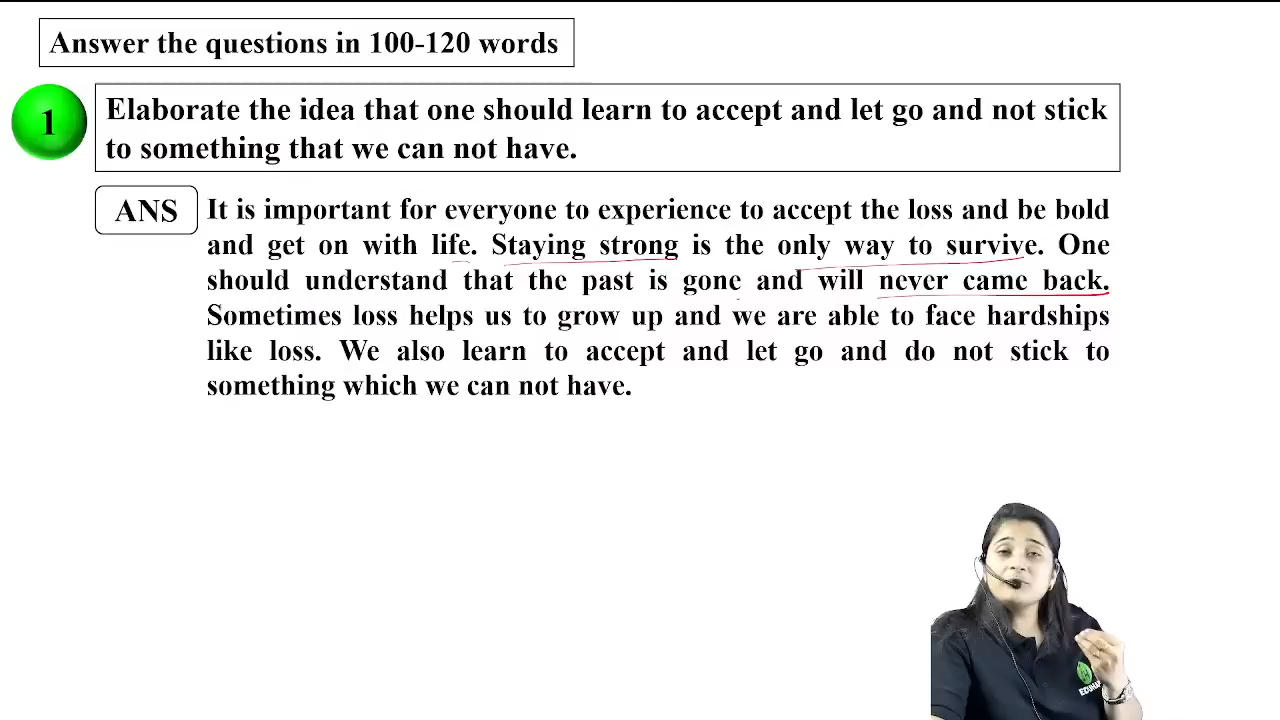 Answer the questions in 100-120 words
1
Elaborate the idea that one should learn to accept and let go and not stick
to something that we can not have.
ANS
It is important for everyone to experience to accept the loss and be bold
and get on with life. Staying strong is the only way to survive. One
should understand that the past is gone and will never came back.
Sometimes loss helps us to grow up and we are able to face hardships
like loss. We also learn to accept and let go and do not stick to
something which we can not have.